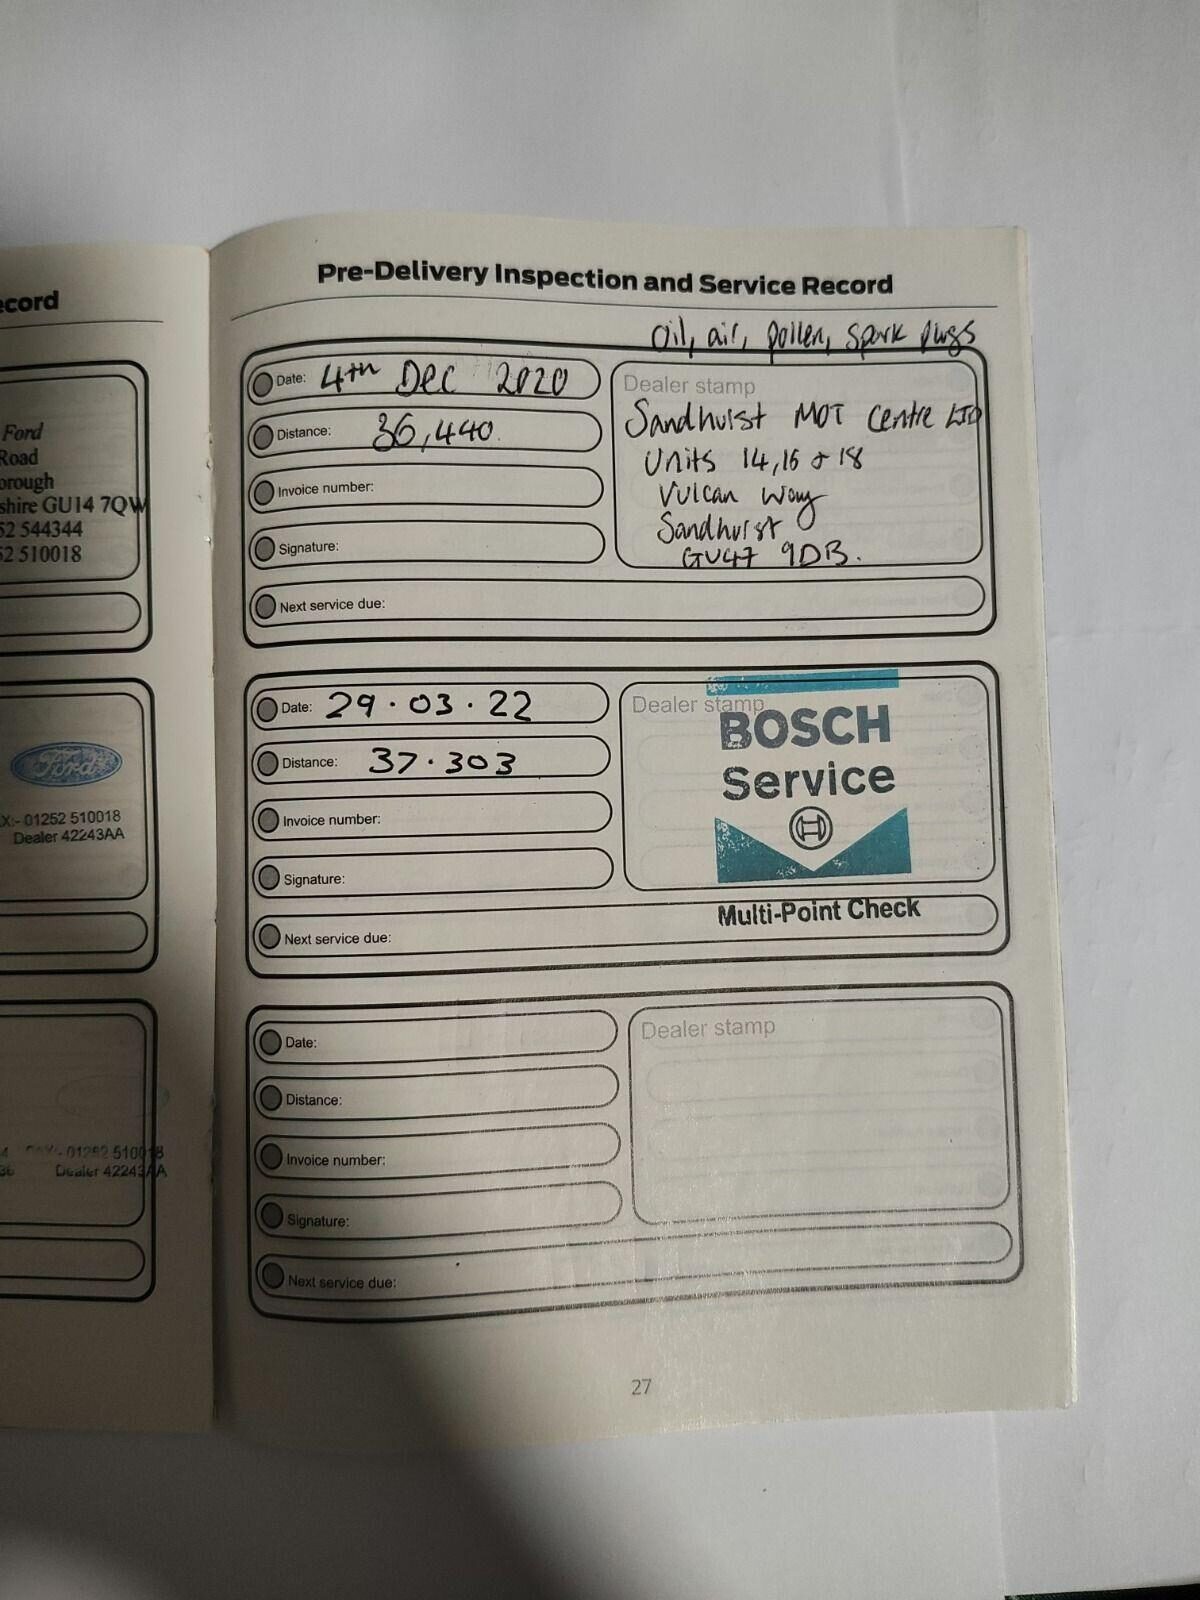 ecord
Ford
Road
orough
shire GU14 7QW
52 544344
52 510018
Ford
X:- 01252 510018
Dealer 42243AA
01252 510018
Dealer 42243AA
Pre-Delivery Inspection and Service Record
Oil, air, pollen, spark plugs
Date: 4th Dec 2020
Distance: 36,440
Invoice number:
Signature:
Next service due:
Dealer stamp
Sandhurst MOT Centre LTD
Units 14, 16 & 18
Vulcan Way
Sandhurst
GU47 9DB.
Date: 29.03.22
Distance: 37.303
Invoice number:
Signature:
Next service due:
Dealer stamp
BOSCH
Service
Multi-Point Check
Date:
Distance:
Invoice number:
Signature:
Next service due:
Dealer stamp
27